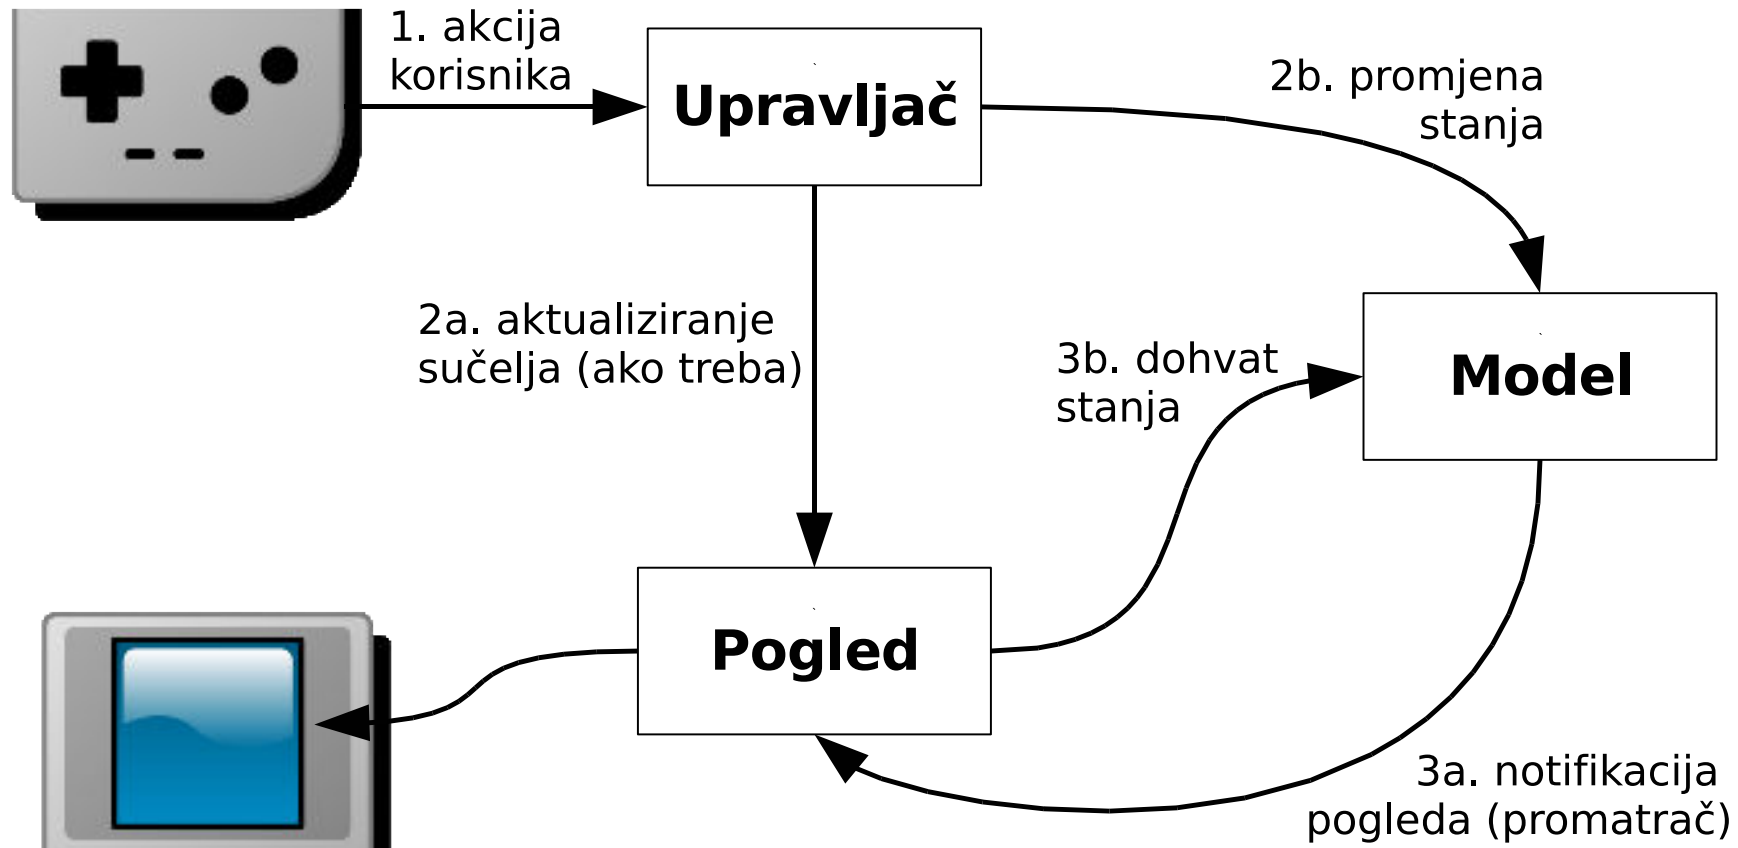 1. akcija
korisnika
Upravljač
2b. promjena
stanja
2a. aktualiziranje
sučelja (ako treba)
3b. dohvat
stanja
Model
Pogled
3a. notifikacija
pogleda (promatrač)